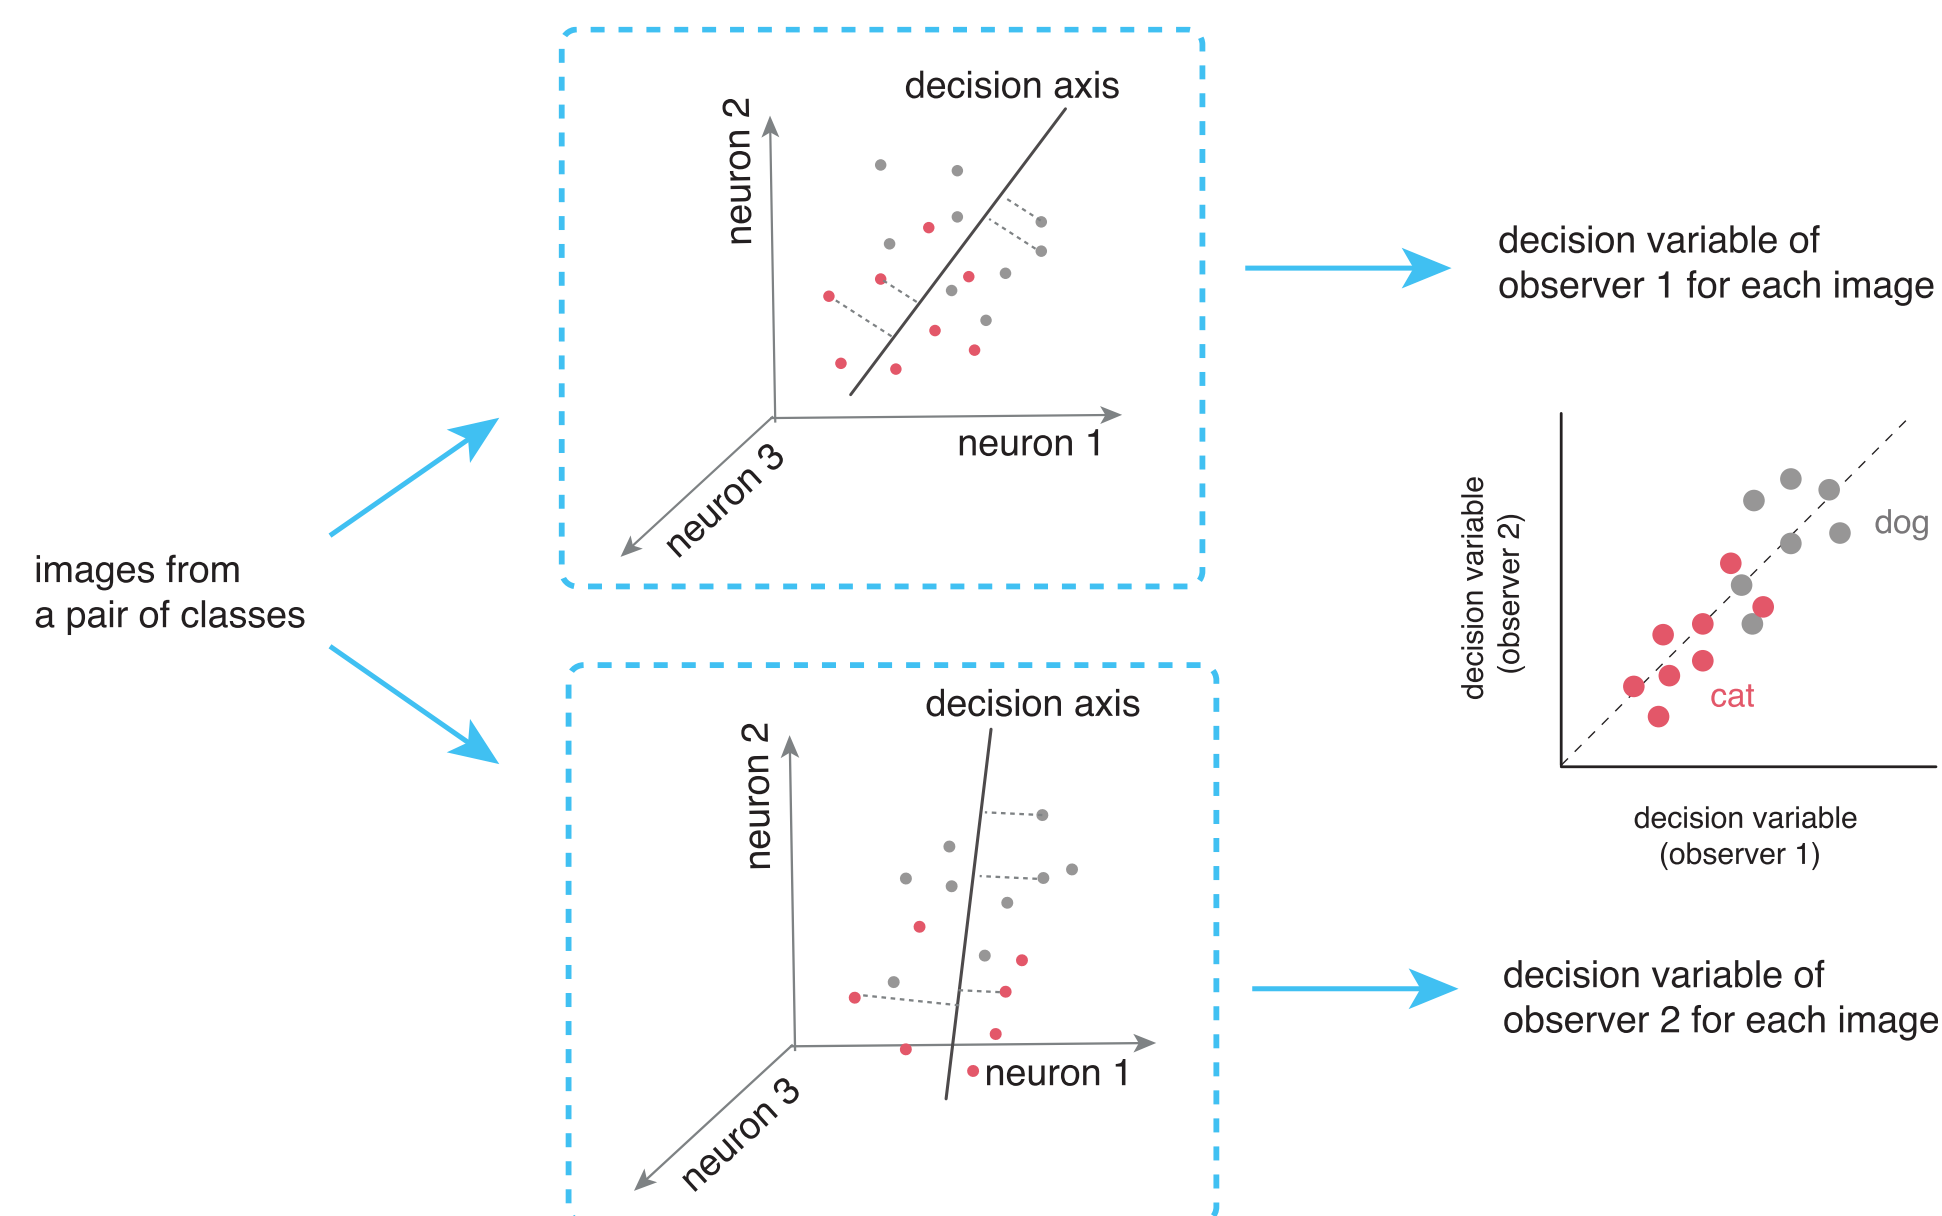 images from
a pair of classes
decision axis
neuron 2
neuron 1
neuron 3
decision axis
neuron 2
neuron 1
neuron 3
decision variable of
observer 1 for each image
decision variable
(observer 2)
dog
cat
decision variable
(observer 1)
decision variable of
observer 2 for each image